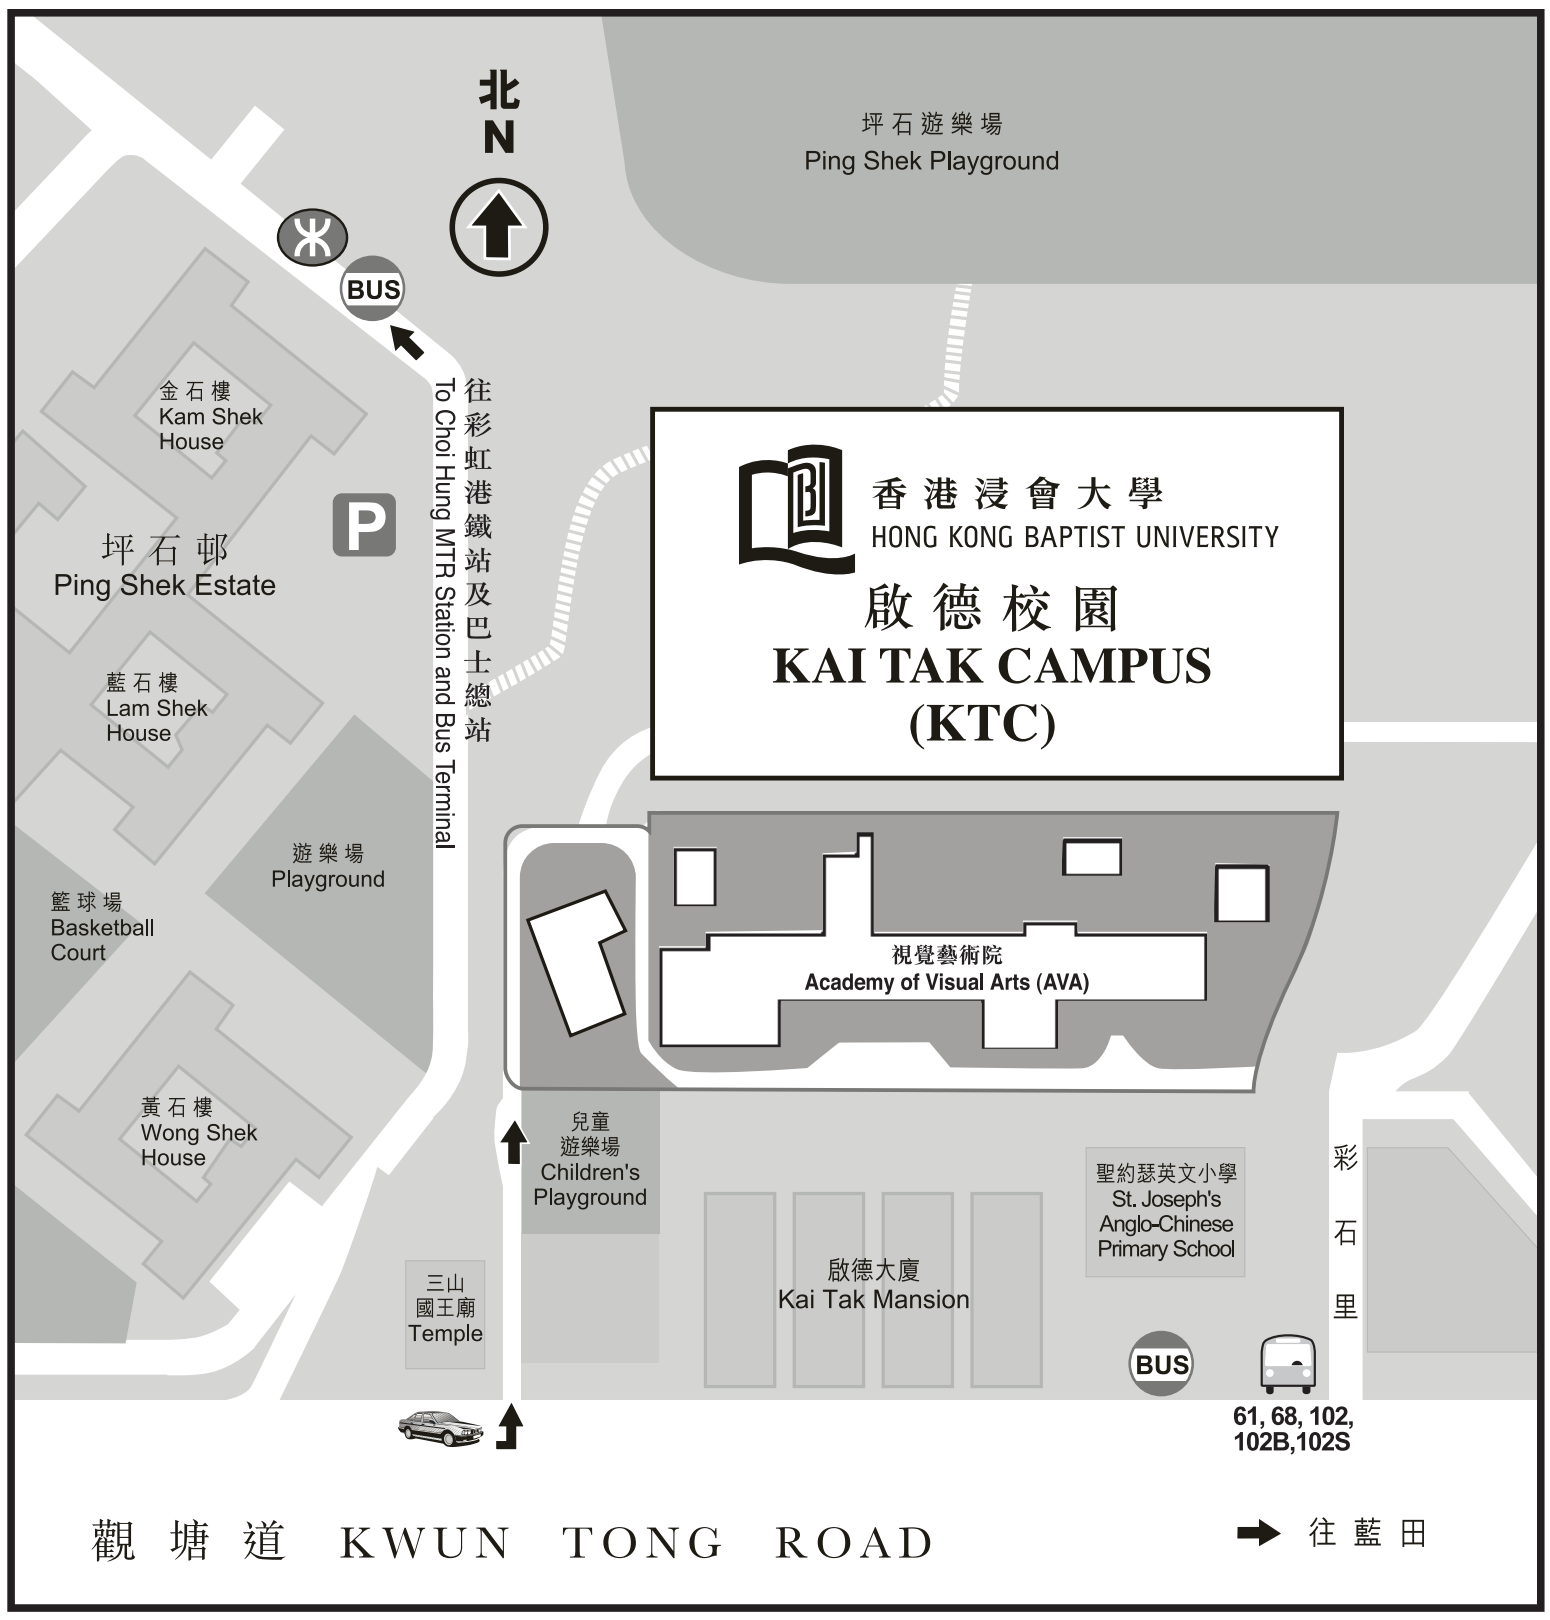 北
N
坪石遊樂場
Ping Shek Playground
BUS
金石樓
Kam Shek
House
往彩虹港鐵站及巴士總站
To Choi Hung MTR Station and Bus Terminal
P
香港浸會大學
HONG KONG BAPTIST UNIVERSITY
啟德校園
KAI TAK CAMPUS
(KTC)
坪石邨
Ping Shek Estate
藍石樓
Lam Shek
House
遊樂場
Playground
籃球場
Basketball
Court
視覺藝術院
Academy of Visual Arts (AVA)
黃石樓
Wong Shek
House
兒童
遊樂場
Children's
Playground
聖約瑟英文小學
St. Joseph's
Anglo-Chinese
Primary School
彩石里
三山
國王廟
Temple
啟德大廈
Kai Tak Mansion
BUS
61, 68, 102,
102B,102S
觀塘道 KWUN TONG ROAD
往藍田